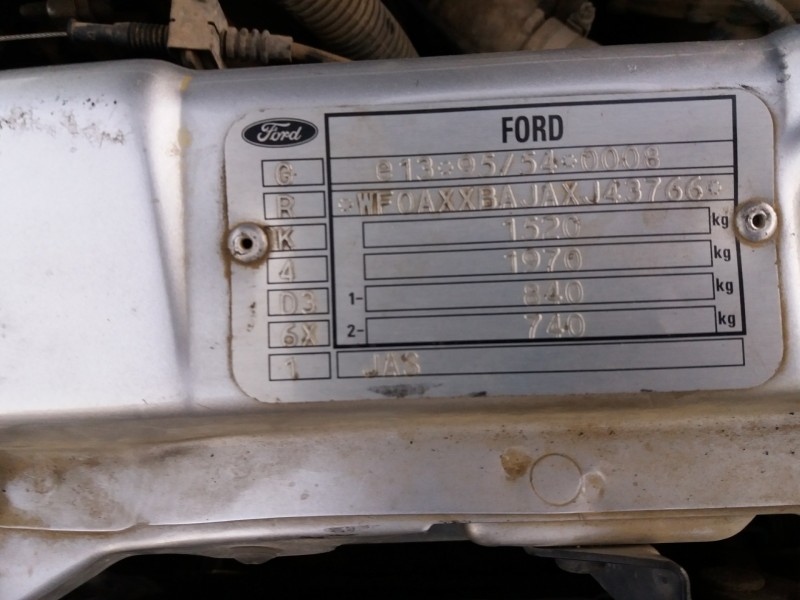 Ford
FORD
G e13*95/54*0008
R *WF0AXXBAJAXJ43766*
K 1520 kg
4 1970 kg
D3 1- 840 kg
6X 2- 740 kg
1 JAS